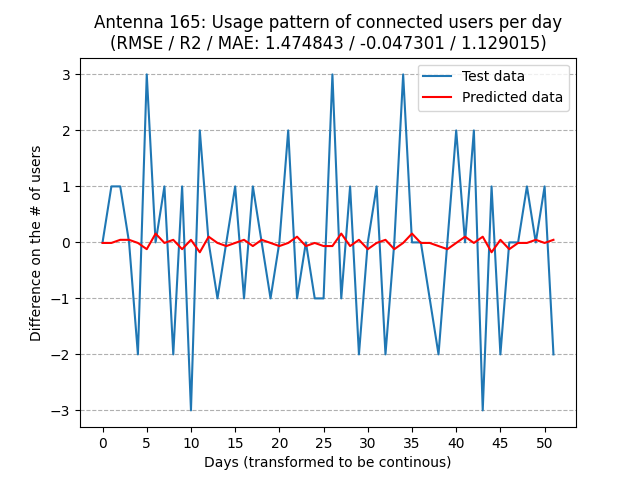 Antenna 165: Usage pattern of connected users per day
(RMSE / R2 / MAE: 1.474843 / -0.047301 / 1.129015)
Test data
Predicted data
Difference on the # of users
3
2
1
0
−1
−2
−3
0 5 10 15 20 25 30 35 40 45 50
Days (transformed to be continous)